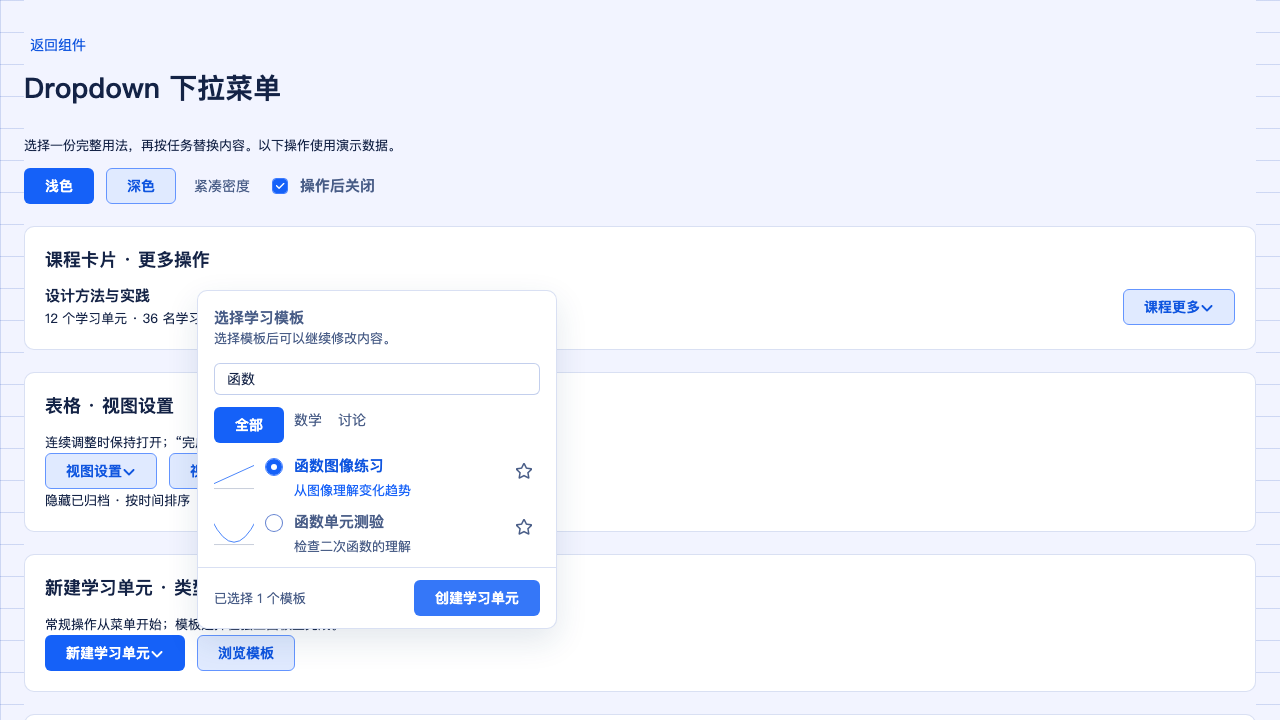 返回组件
Dropdown 下拉菜单
选择一份完整用法，再按任务替换内容。以下操作使用演示数据。
浅色
深色
紧凑密度
操作后关闭
课程卡片 · 更多操作
设计方法与实践
12 个学习单元 · 36 名学习
课程更多
选择学习模板
选择模板后可以继续修改内容。
函数
全部
数学
讨论
函数图像练习
从图像理解变化趋势
函数单元测验
检查二次函数的理解
已选择 1 个模板
创建学习单元
表格 · 视图设置
连续调整时保持打开；“完
视图设置
隐藏已归档 · 按时间排序
新建学习单元 · 类
常规操作从菜单开始；模板
新建学习单元
浏览模板